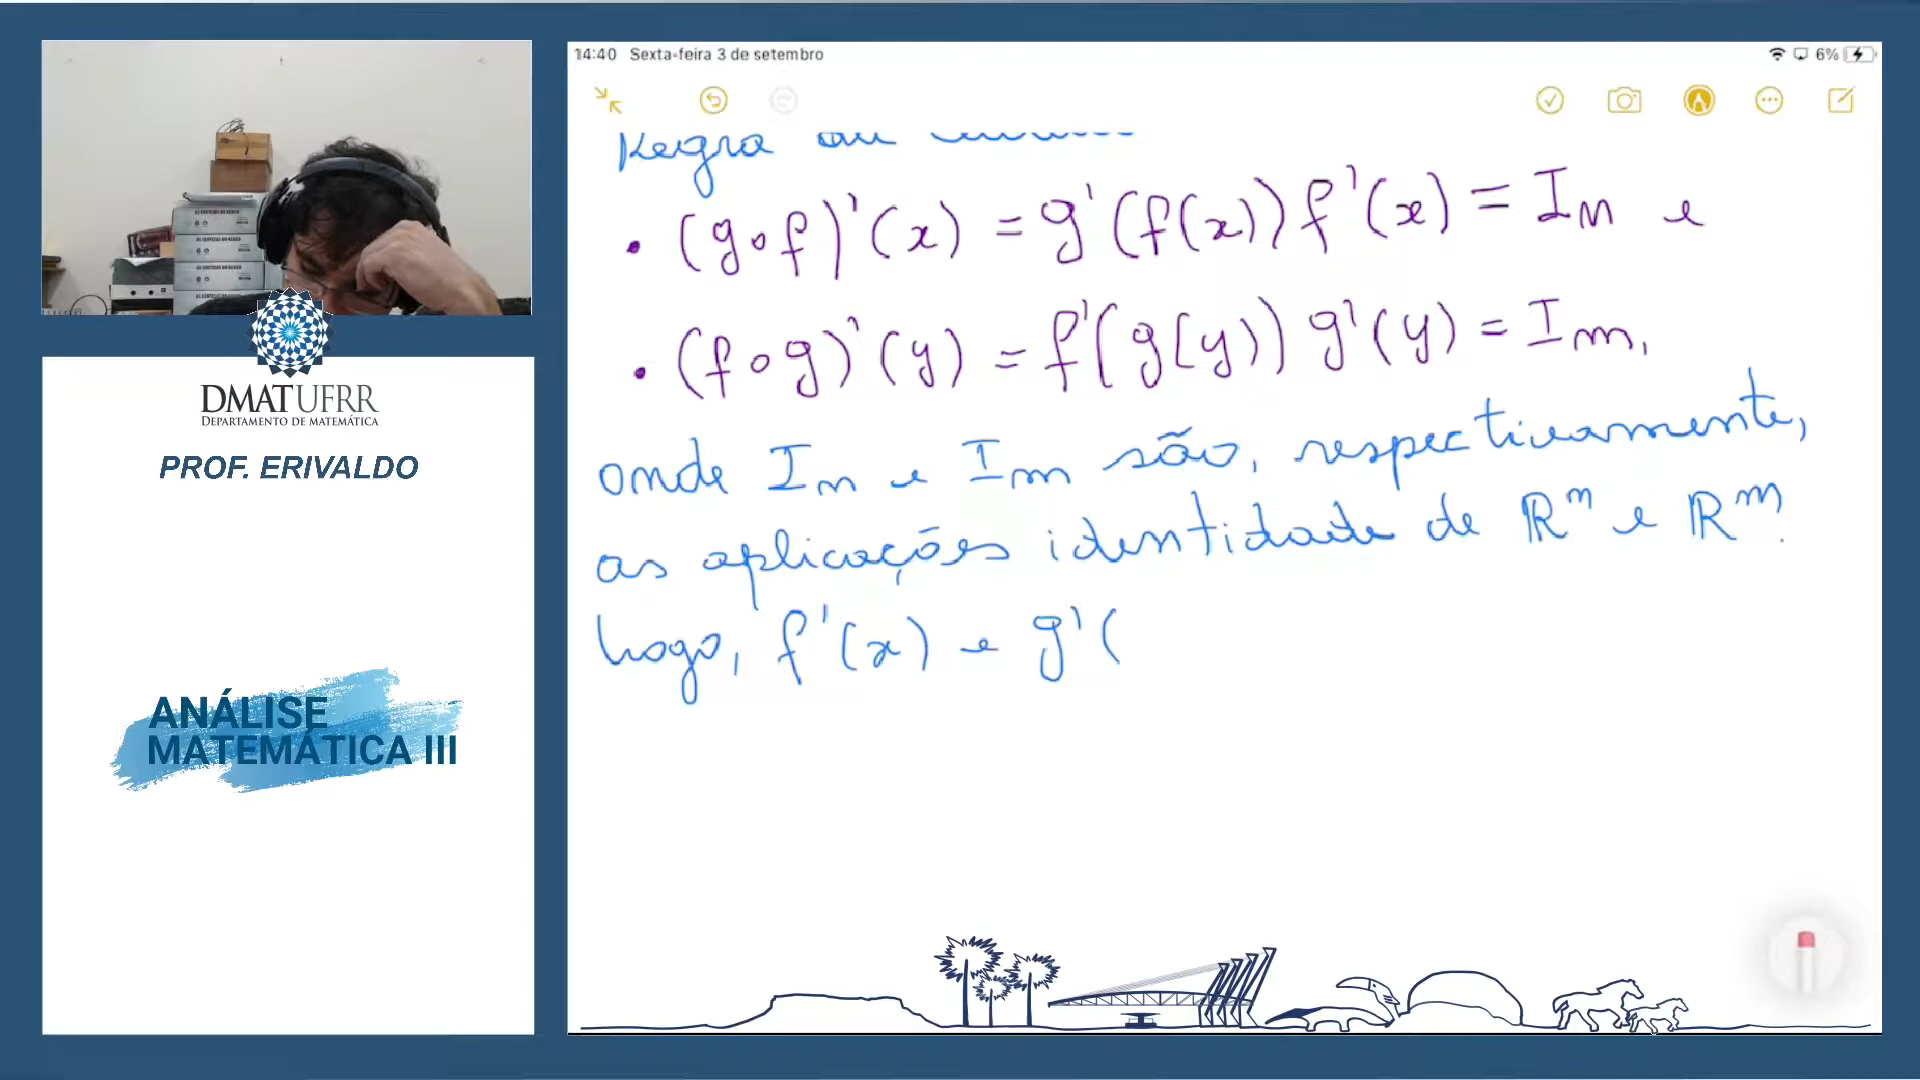 14:40 Sexta-feira 3 de setembro
6%
Regra
• (g∘f)'(x) = g'(f(x)) f'(x) = In e
• (f∘g)'(y) = f'(g(y)) g'(y) = Im,
onde In e Im são, respectivamente,
as aplicações identidade de ℝⁿ e ℝᵐ.
Logo, f'(x) e g'(
DMATUFRR
DEPARTAMENTO DE MATEMÁTICA
PROF. ERIVALDO
ANÁLISE
MATEMÁTICA III